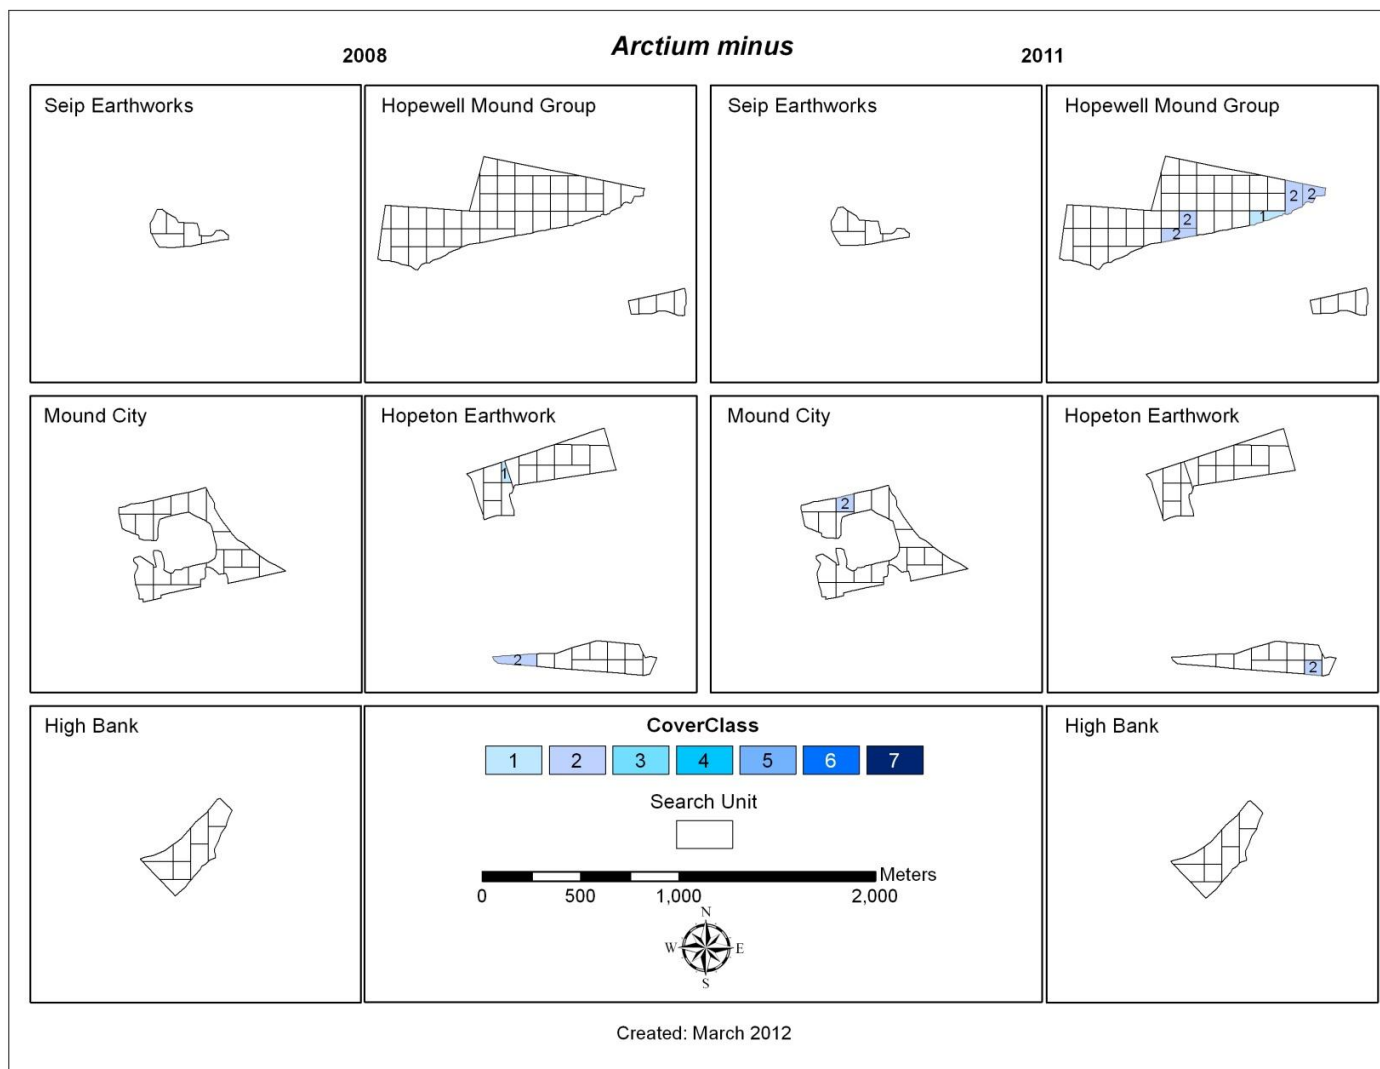 Arctium minus
2008
2011
Seip Earthworks
Hopewell Mound Group
Seip Earthworks
Hopewell Mound Group
2 2
2
1
2
Mound City
Hopeton Earthwork
Mound City
Hopeton Earthwork
1
2
2
2
High Bank
CoverClass
High Bank
1 2 3 4 5 6 7
Search Unit
Meters
0 500 1,000 2,000
N
W E
S
Created: March 2012